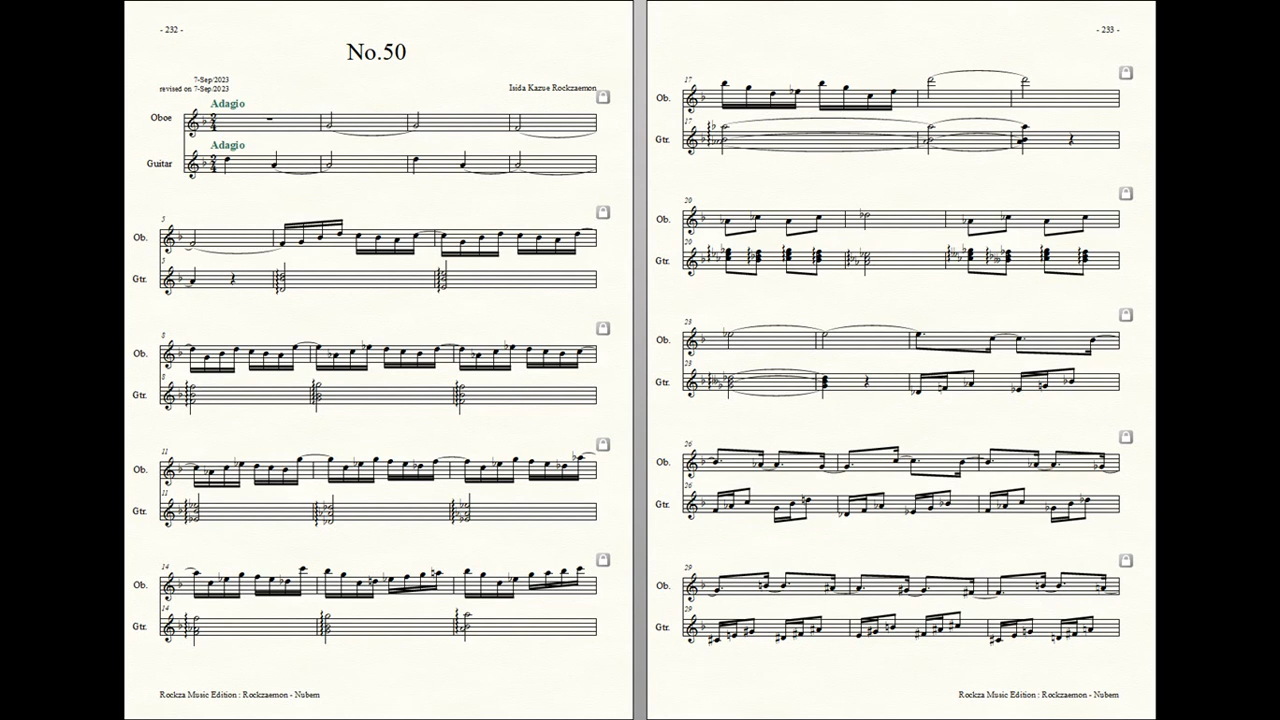 - 232 -
No.50
7-Sep/2023
revised on 7-Sep/2023
Isida Kazue Rockzaemon
Adagio
Oboe
Adagio
Guitar
5
Ob.
5
Gtr.
8
Ob.
8
Gtr.
11
Ob.
11
Gtr.
14
Ob.
14
Gtr.
Rockza Music Edition : Rockzaemon - Nubem
- 233 -
17
Ob.
17
Gtr.
20
Ob.
20
Gtr.
23
Ob.
23
Gtr.
26
Ob.
26
Gtr.
29
Ob.
29
Gtr.
Rockza Music Edition : Rockzaemon - Nubem